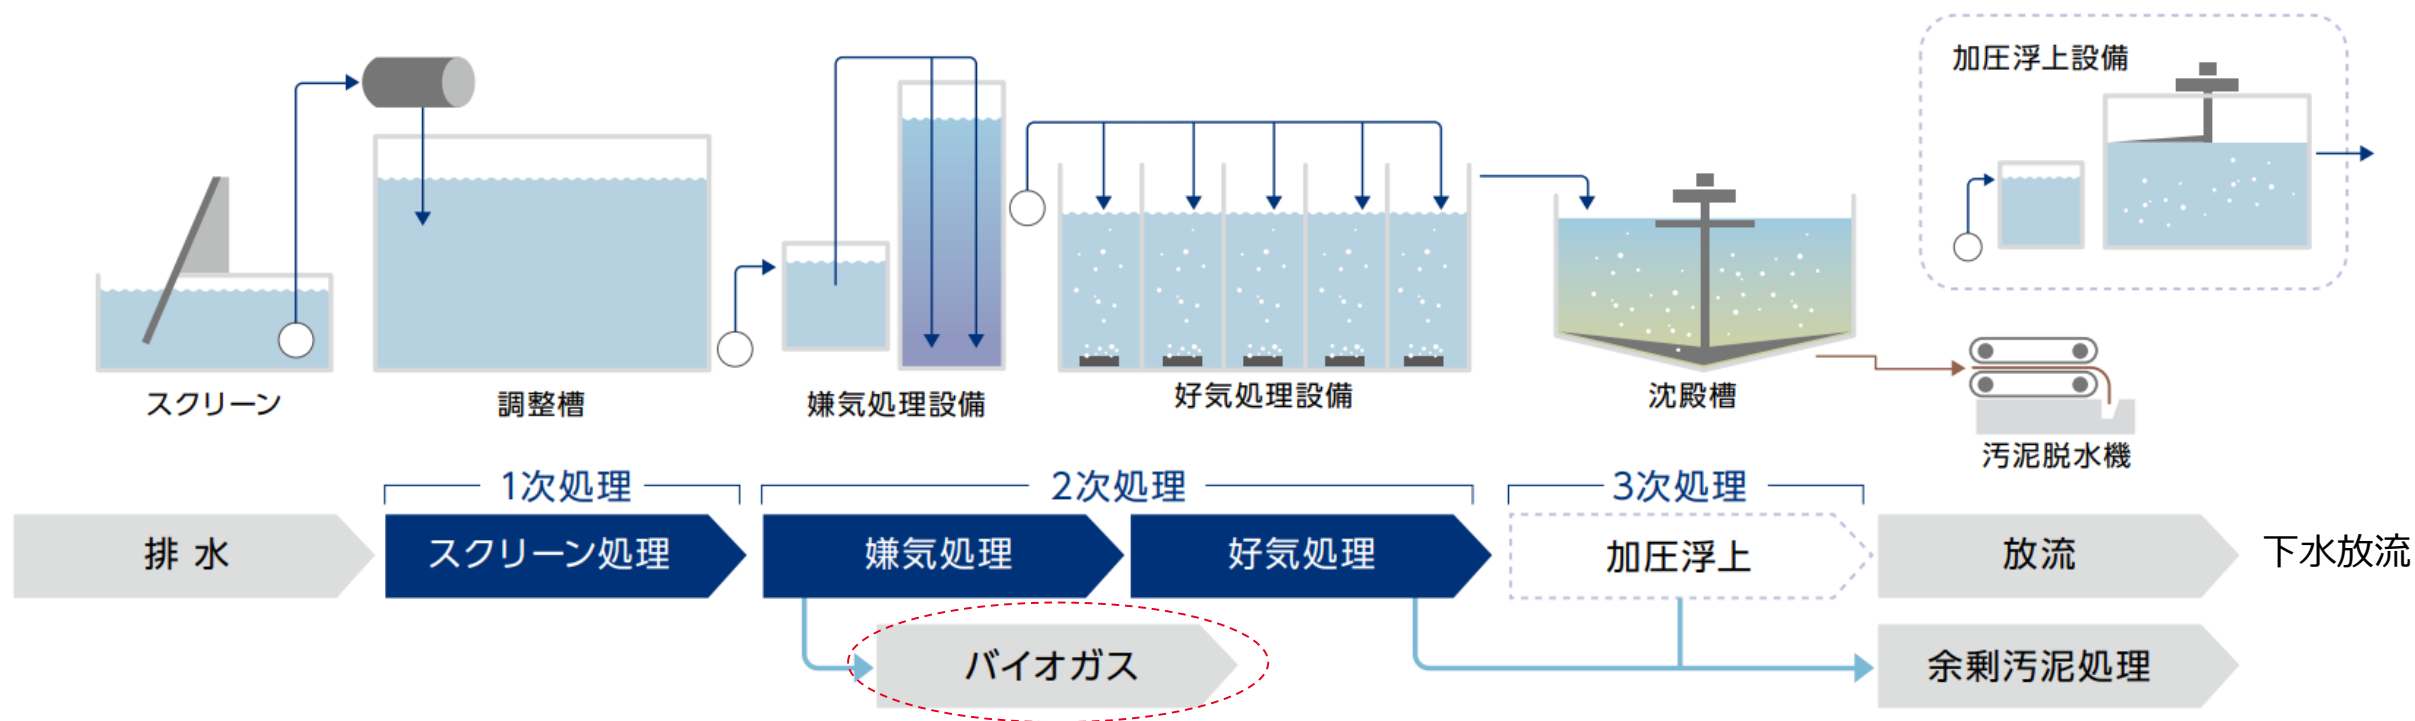 加圧浮上設備
スクリーン
調整槽
嫌気処理設備
好気処理設備
沈殿槽
汚泥脱水機
1次処理
2次処理
3次処理
排 水
スクリーン処理
嫌気処理
好気処理
加圧浮上
放流
下水放流
バイオガス
余剰汚泥処理